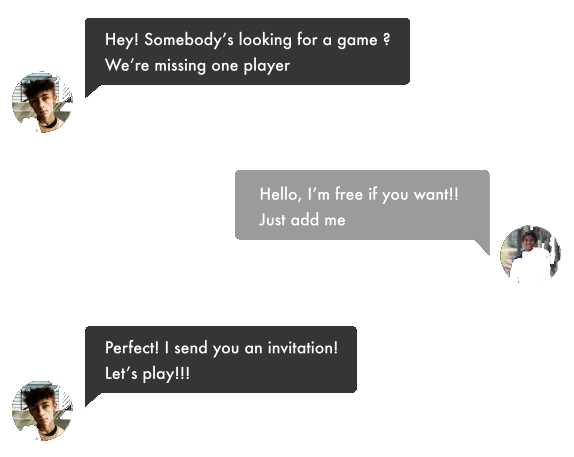 Hey! Somebody’s looking for a game ?
We’re missing one player
Hello, I’m free if you want!!
Just add me
Perfect! I send you an invitation!
Let’s play!!!